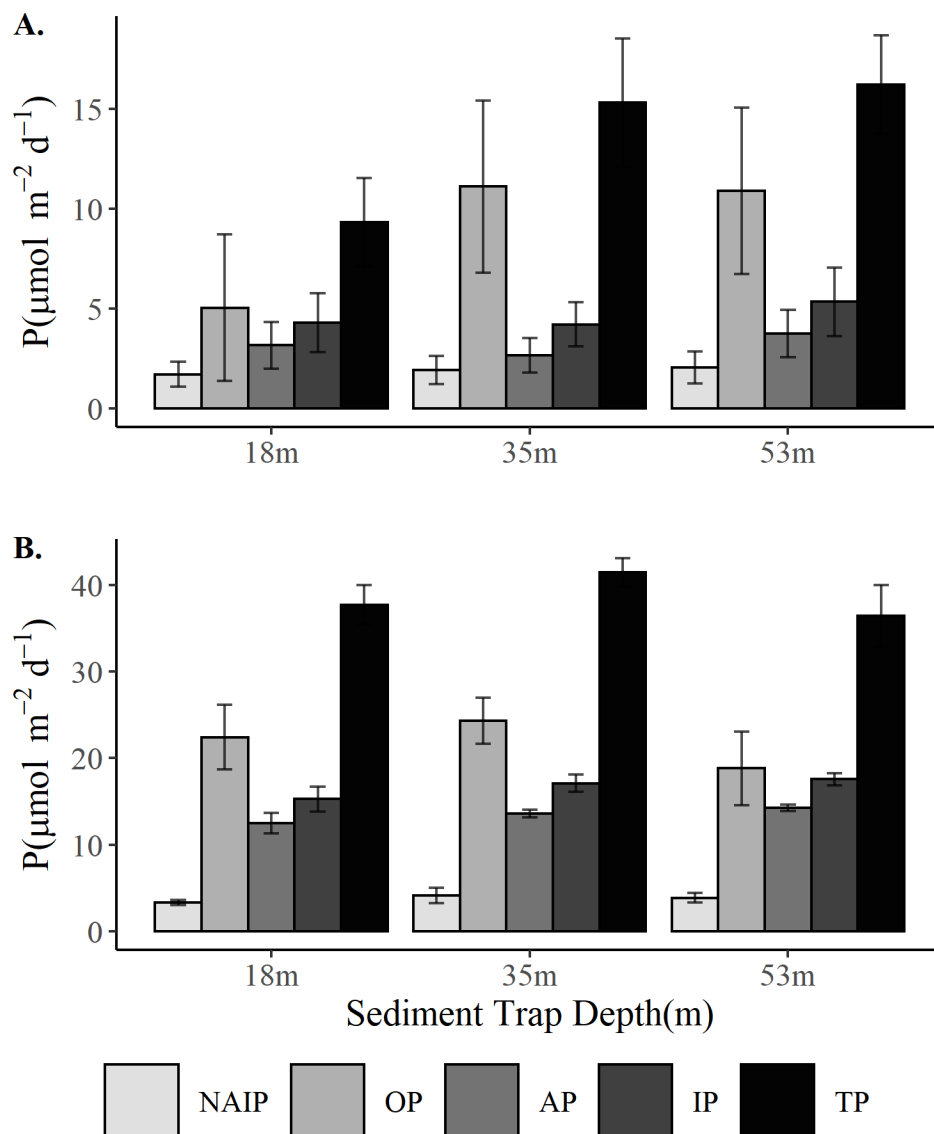 A.
P(μmol m⁻² d⁻¹)
15
10
5
0
18m 35m 53m
B.
P(μmol m⁻² d⁻¹)
40
30
20
10
0
18m 35m 53m
Sediment Trap Depth(m)
NAIP OP AP IP TP